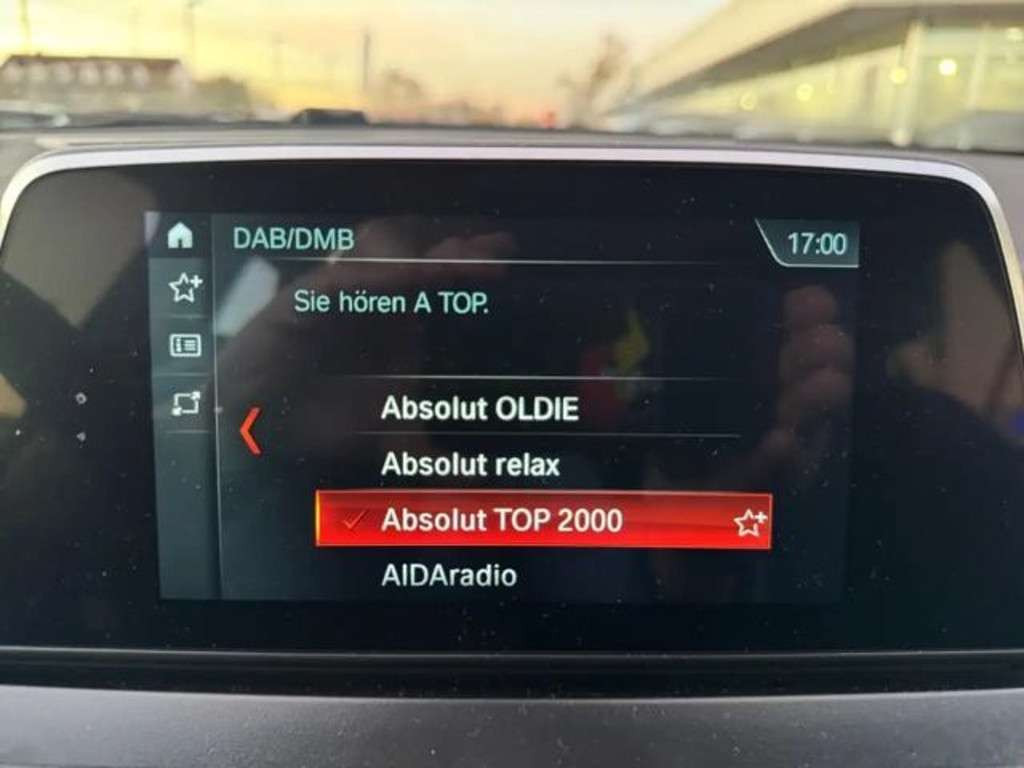 DAB/DMB
17:00
Sie hören A TOP.
Absolut OLDIE
Absolut relax
Absolut TOP 2000
AIDAradio